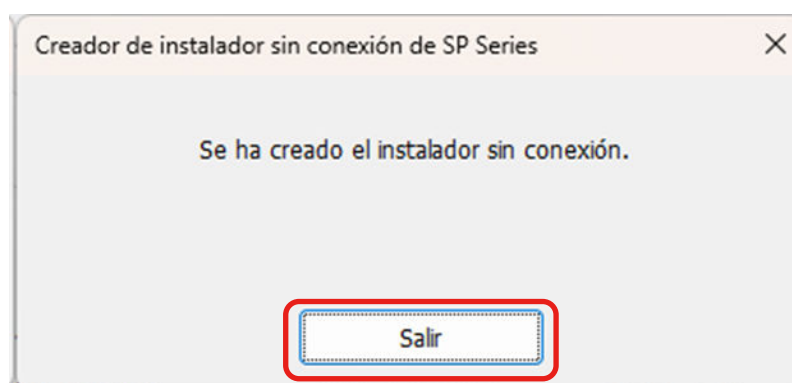 Creador de instalador sin conexión de SP Series
Se ha creado el instalador sin conexión.
Salir